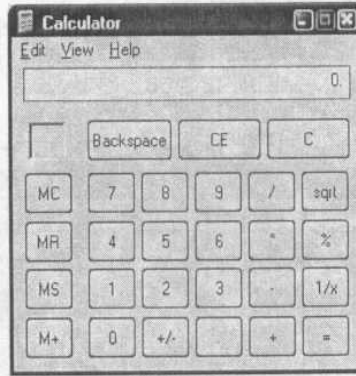 Calculator
Edit View Help
0.
Backspace CE C
MC 7 8 9 / sqrt
MR 4 5 6 * %
MS 1 2 3 - 1/x
M+ 0 +/- . + =